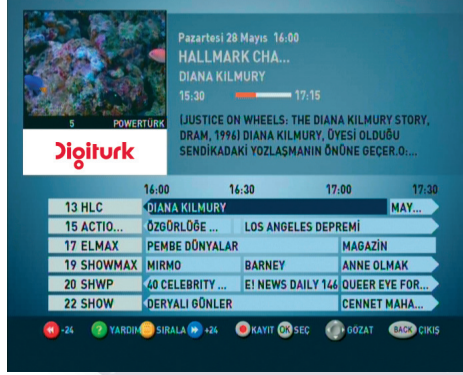 Pazartesi 28 Mayıs 16:00
HALLMARK CHA...
DIANA KILMURY
15:30 17:15
5 POWERTÜRK
(JUSTICE ON WHEELS: THE DIANA KILMURY STORY,
DRAM, 1996) DIANA KILMURY, ÜYESİ OLDUĞU
SENDİKADAKİ YOZLAŞMANIN ÖNÜNE GEÇER.O:...
Digiturk
16:00 16:30 17:00 17:30
13 HLC DIANA KILMURY MAY...
15 ACTIO... ÖZGÜRLÜĞE ... LOS ANGELES DEPREMİ
17 ELMAX PEMBE DÜNYALAR MAGAZİN
19 SHOWMAX MIRMO BARNEY ANNE OLMAK
20 SHWP 40 CELEBRITY ... E! NEWS DAILY 146 QUEER EYE FOR...
22 SHOW DERYALI GÜNLER CENNET MAHA...
-24 ? YARDIM SIRALA +24 KAYIT OK SEÇ GÖZAT BACK ÇIKIŞ